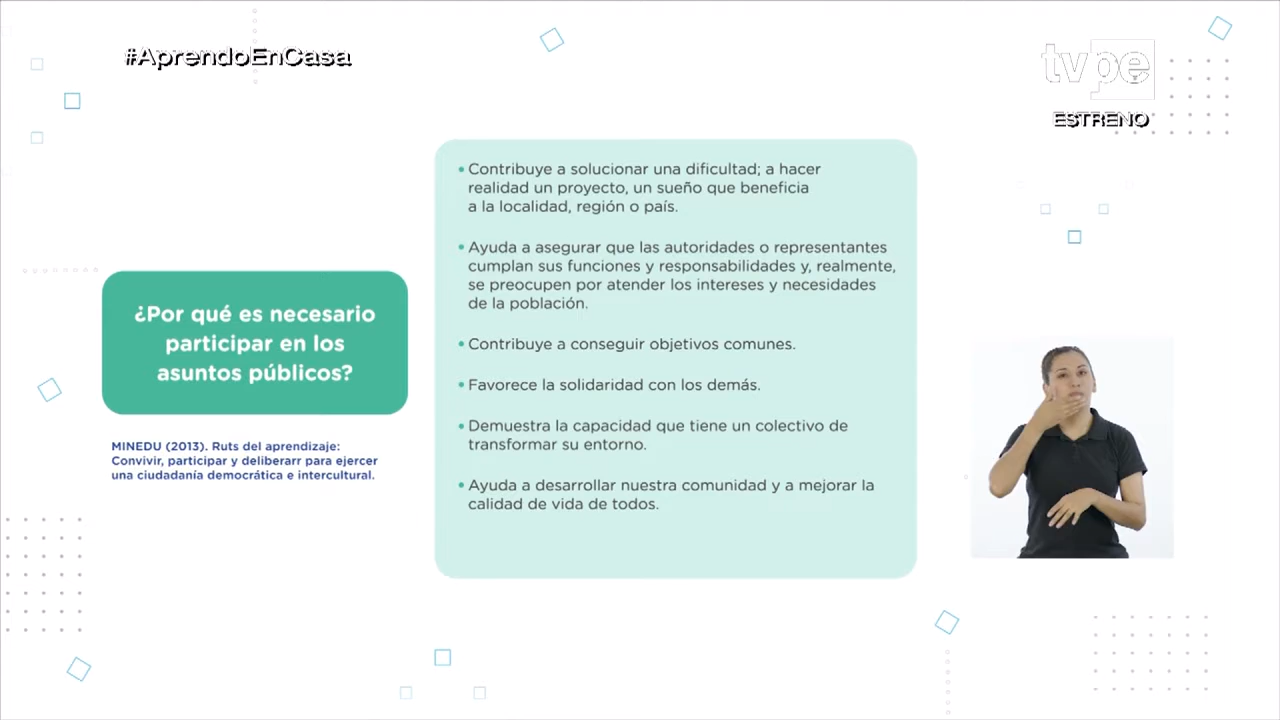 #AprendoEnCasa
tvpe
ESTRENO
¿Por qué es necesario
participar en los
asuntos públicos?
MINEDU (2013). Ruts del aprendizaje:
Convivir, participar y deliberarr para ejercer
una ciudadanía democrática e intercultural.
• Contribuye a solucionar una dificultad; a hacer
realidad un proyecto, un sueño que beneficia
a la localidad, región o país.
• Ayuda a asegurar que las autoridades o representantes
cumplan sus funciones y responsabilidades y, realmente,
se preocupen por atender los intereses y necesidades
de la población.
• Contribuye a conseguir objetivos comunes.
• Favorece la solidaridad con los demás.
• Demuestra la capacidad que tiene un colectivo de
transformar su entorno.
• Ayuda a desarrollar nuestra comunidad y a mejorar la
calidad de vida de todos.